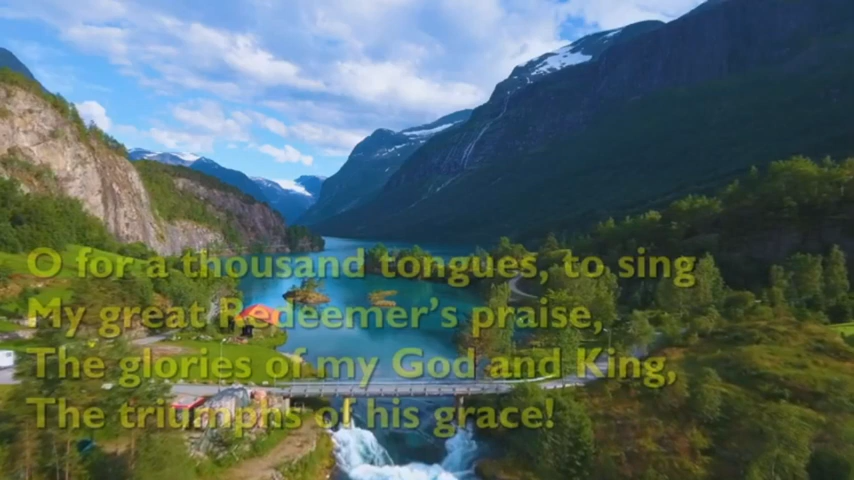 O for a thousand tongues, to sing
My great Redeemer's praise,
The glories of my God and King,
The triumphs of his grace!